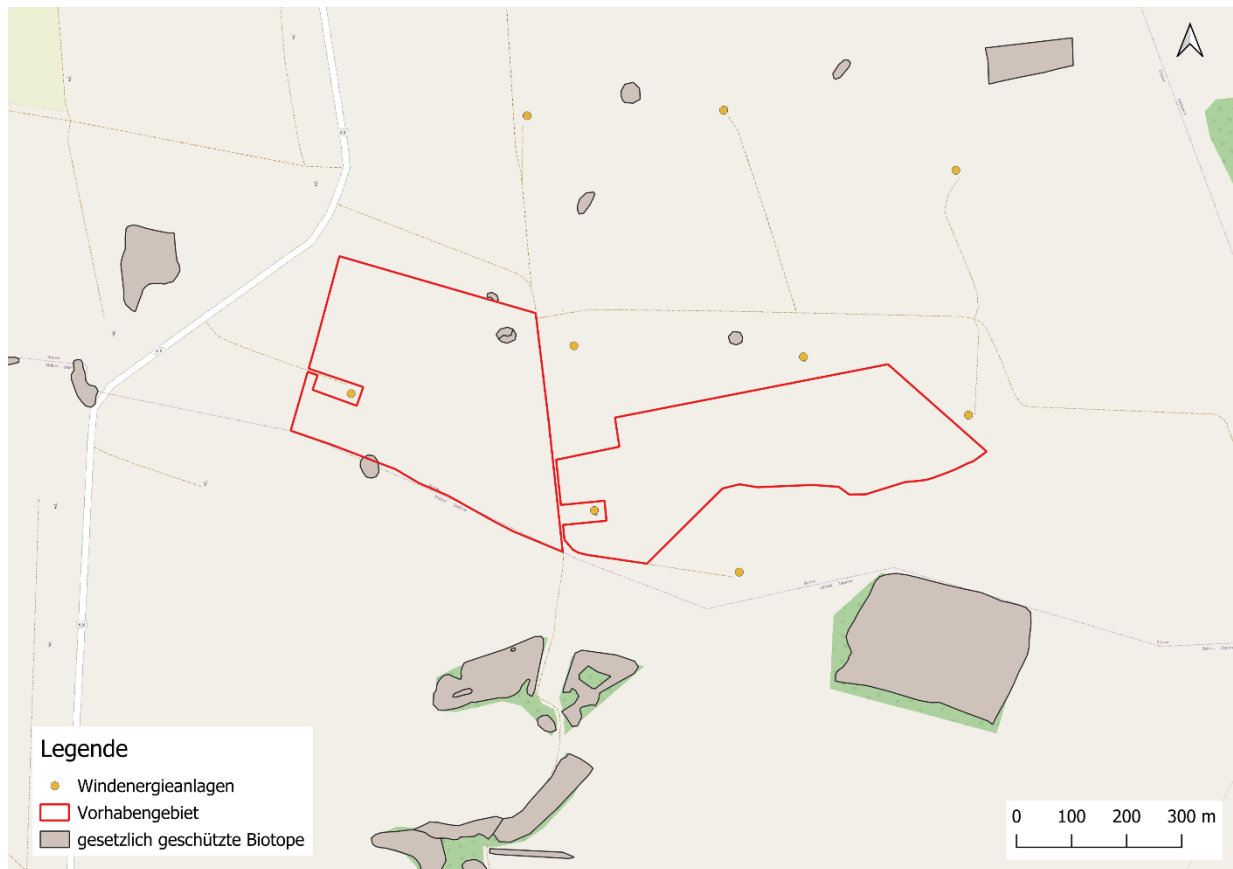 Legende
Windenergieanlagen
Vorhabengebiet
gesetzlich geschützte Biotope
0 100 200 300 m